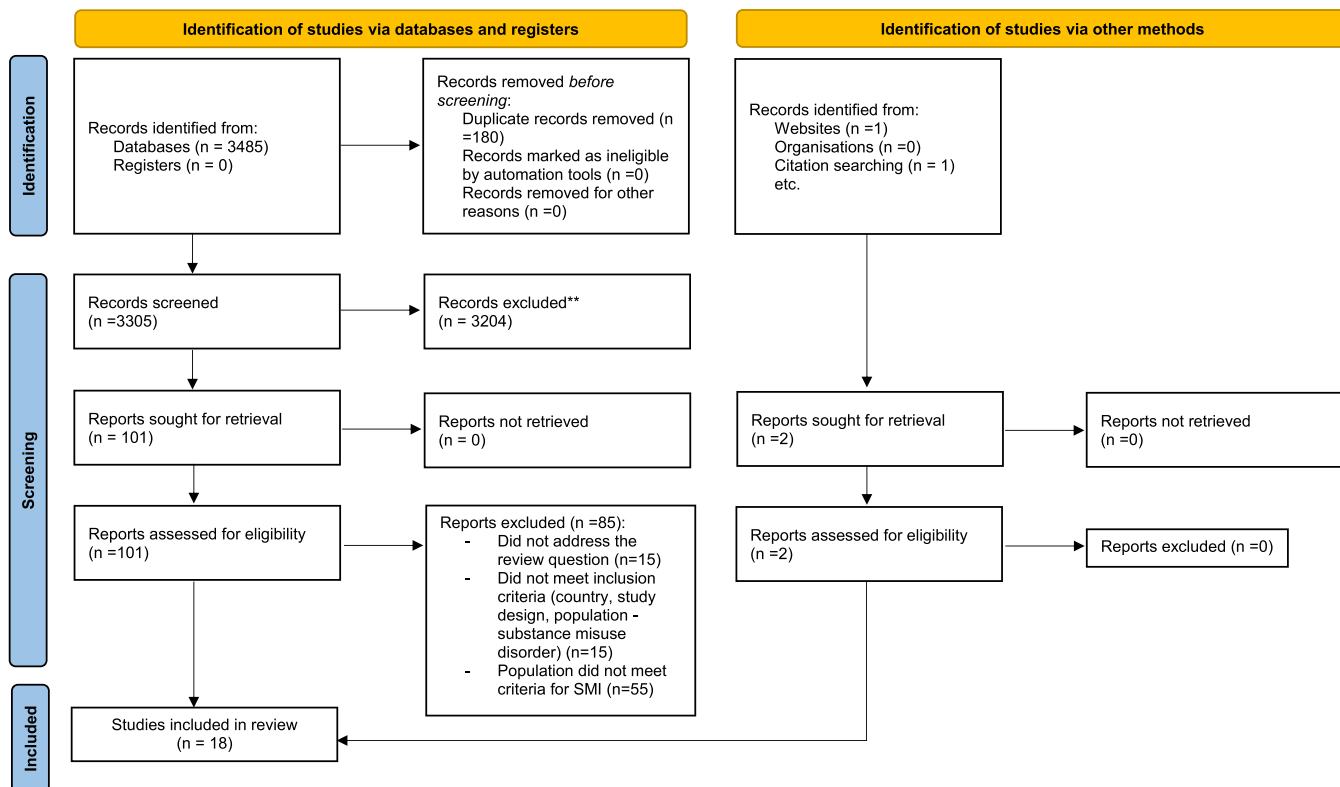 Identification of studies via databases and registers
Identification of studies via other methods
Identification
Records identified from:
Databases (n = 3485)
Registers (n = 0)
Records removed before
screening:
Duplicate records removed (n
=180)
Records marked as ineligible
by automation tools (n =0)
Records removed for other
reasons (n =0)
Records identified from:
Websites (n =1)
Organisations (n =0)
Citation searching (n = 1)
etc.
Screening
Records screened
(n =3305)
Records excluded**
(n = 3204)
Reports sought for retrieval
(n = 101)
Reports not retrieved
(n = 0)
Reports sought for retrieval
(n =2)
Reports not retrieved
(n =0)
Reports assessed for eligibility
(n =101)
Reports excluded (n =85):
- Did not address the
review question (n=15)
- Did not meet inclusion
criteria (country, study
design, population -
substance misuse
disorder) (n=15)
- Population did not meet
criteria for SMI (n=55)
Reports assessed for eligibility
(n =2)
Reports excluded (n =0)
Included
Studies included in review
(n = 18)